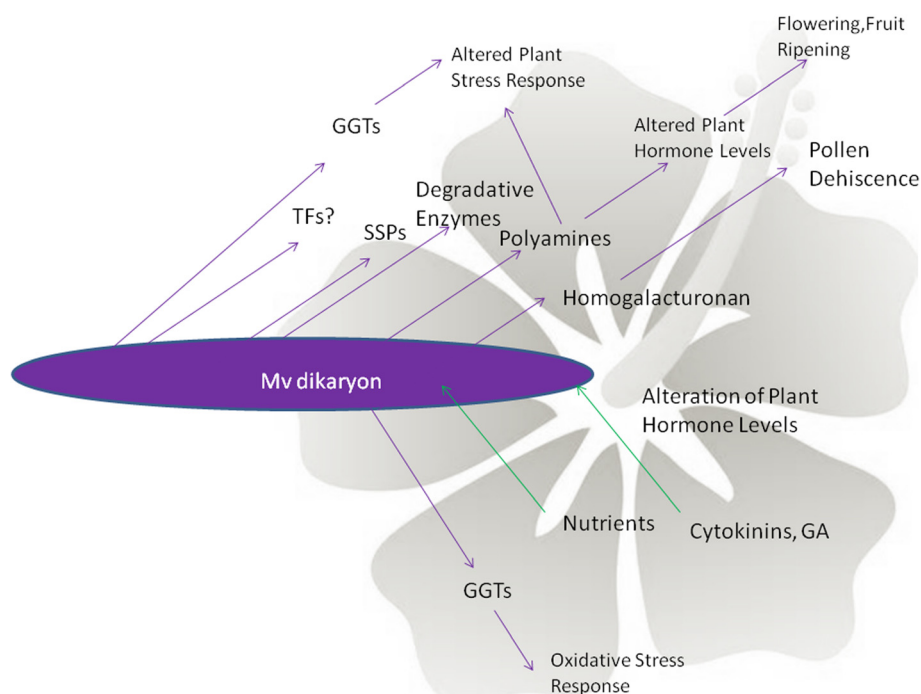 Flowering,Fruit
Ripening
Altered Plant
Stress Response
GGTs
Altered Plant
Hormone Levels
Pollen
Dehiscence
Degradative
Enzymes
TFs?
SSPs
Polyamines
Homogalacturonan
Mv dikaryon
Alteration of Plant
Hormone Levels
Nutrients
Cytokinins, GA
GGTs
Oxidative Stress
Response